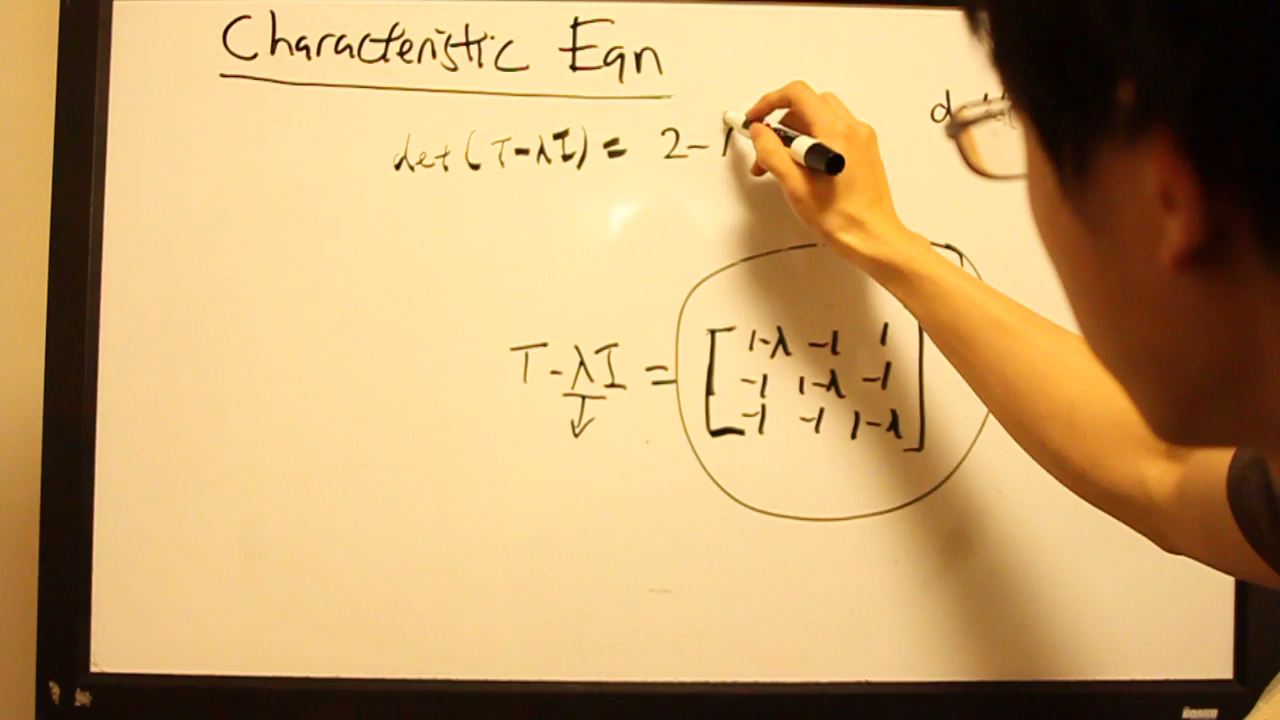 Characteristic Eqn
det(T-λI) = 2-
T-λI = [1-λ -1 1
-1 1-λ -1
-1 -1 1-λ]